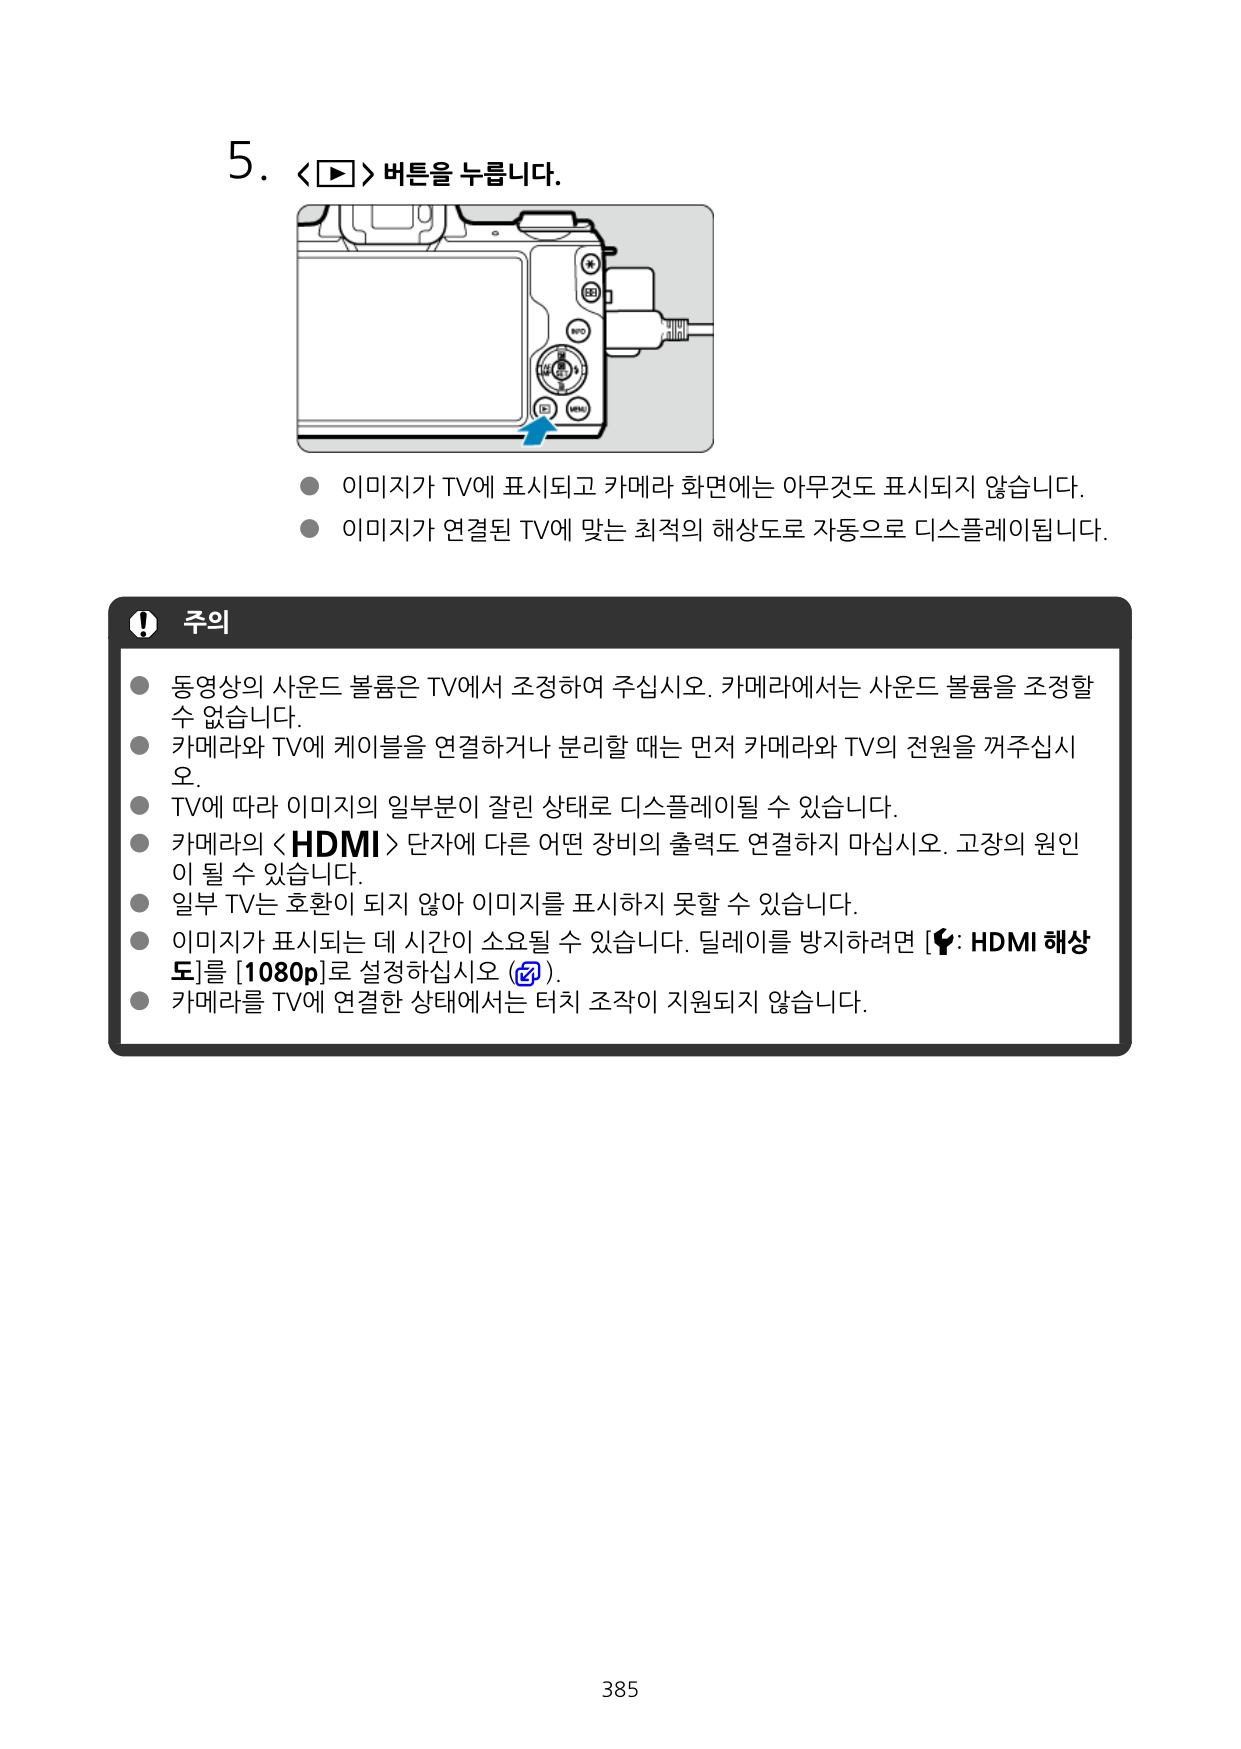 5. < ▶ > 버튼을 누릅니다.
INFO
MENU
● 이미지가 TV에 표시되고 카메라 화면에는 아무것도 표시되지 않습니다.
● 이미지가 연결된 TV에 맞는 최적의 해상도로 자동으로 디스플레이됩니다.
주의
● 동영상의 사운드 볼륨은 TV에서 조정하여 주십시오. 카메라에서는 사운드 볼륨을 조정할
수 없습니다.
● 카메라와 TV에 케이블을 연결하거나 분리할 때는 먼저 카메라와 TV의 전원을 꺼주십시
오.
● TV에 따라 이미지의 일부분이 잘린 상태로 디스플레이될 수 있습니다.
● 카메라의 <HDMI> 단자에 다른 어떤 장비의 출력도 연결하지 마십시오. 고장의 원인
이 될 수 있습니다.
● 일부 TV는 호환이 되지 않아 이미지를 표시하지 못할 수 있습니다.
● 이미지가 표시되는 데 시간이 소요될 수 있습니다. 딜레이를 방지하려면 [: HDMI 해상
도]를 [1080p]로 설정하십시오 ( ).
● 카메라를 TV에 연결한 상태에서는 터치 조작이 지원되지 않습니다.
385